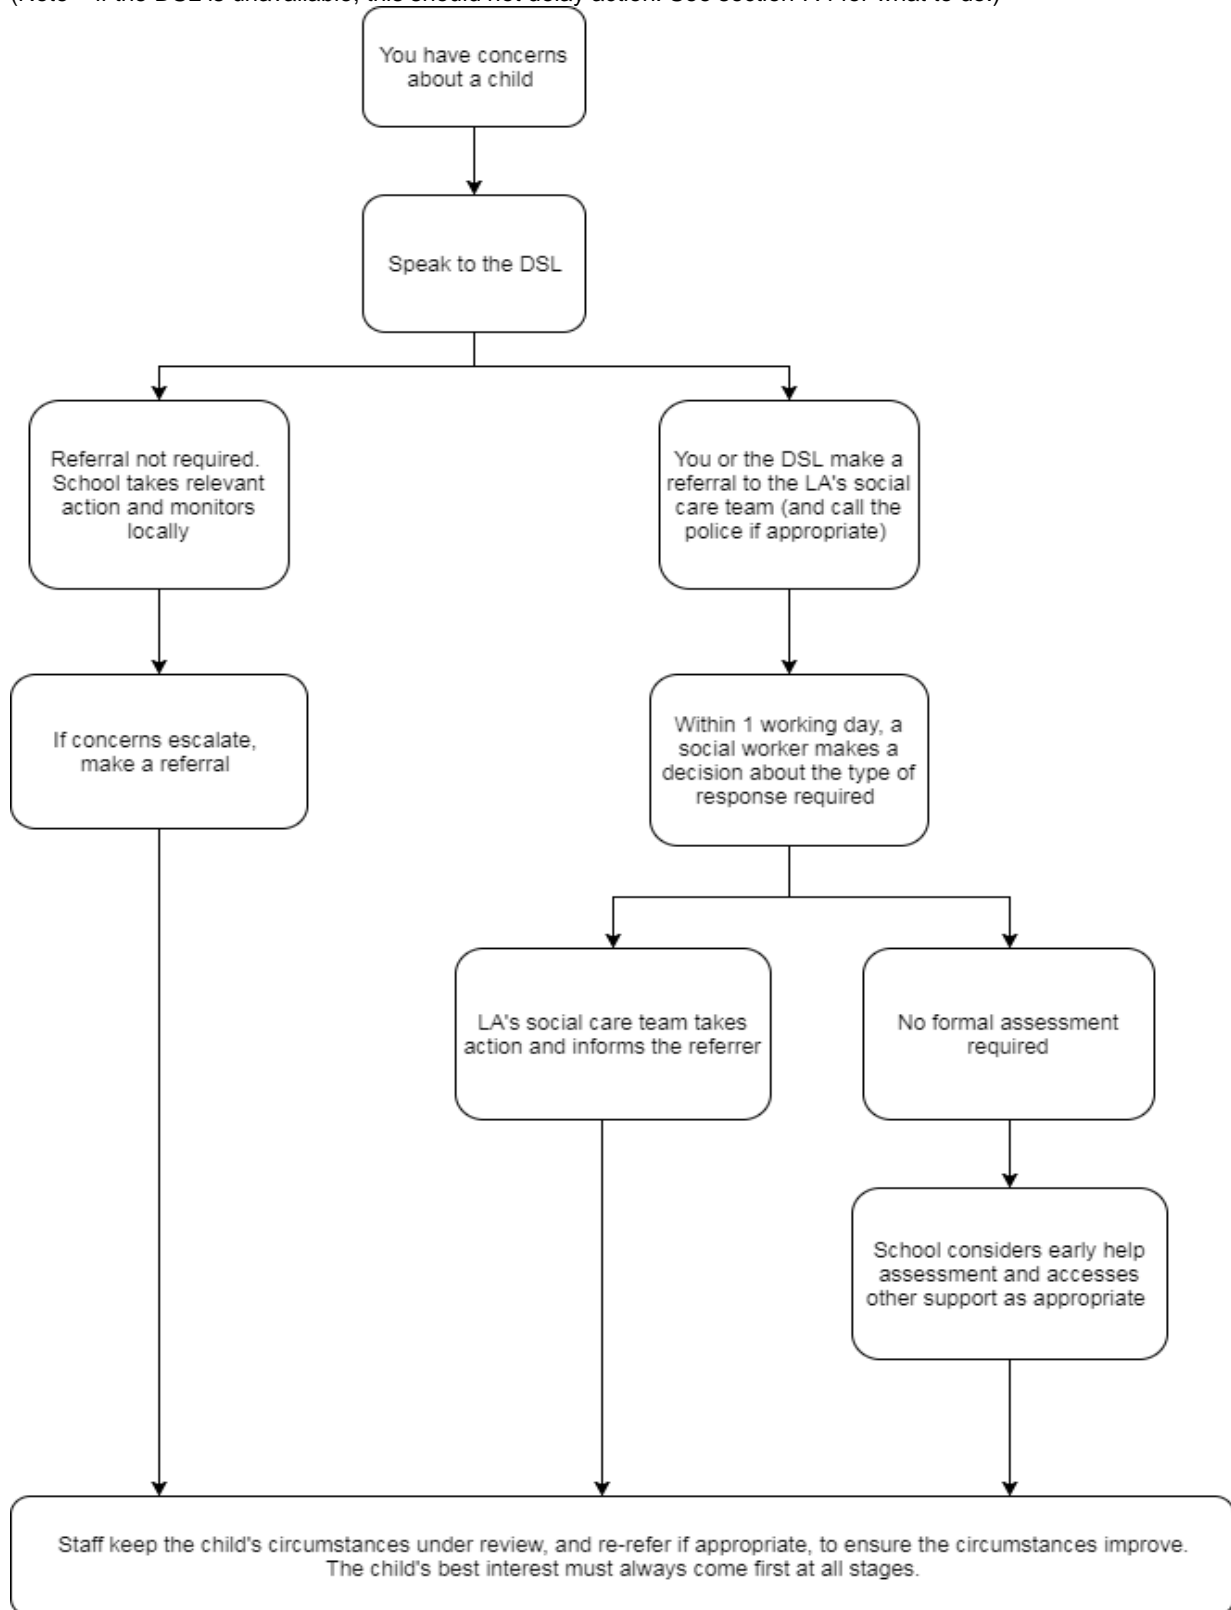 You have concerns
about a child
Speak to the DSL
Referral not required.
School takes relevant
action and monitors
locally
You or the DSL make a
referral to the LA's social
care team (and call the
police if appropriate)
If concerns escalate,
make a referral
Within 1 working day, a
social worker makes a
decision about the type of
response required
LA's social care team takes
action and informs the referrer
No formal assessment
required
School considers early help
assessment and accesses
other support as appropriate
Staff keep the child's circumstances under review, and re-refer if appropriate, to ensure the circumstances improve.
The child's best interest must always come first at all stages.